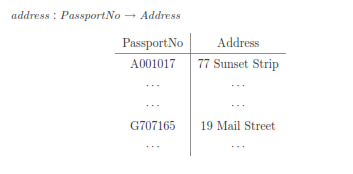 address : PassportNo → Address
PassportNo Address
A001017 77 Sunset Strip
... ...
... ...
G707165 19 Mail Street
... ...